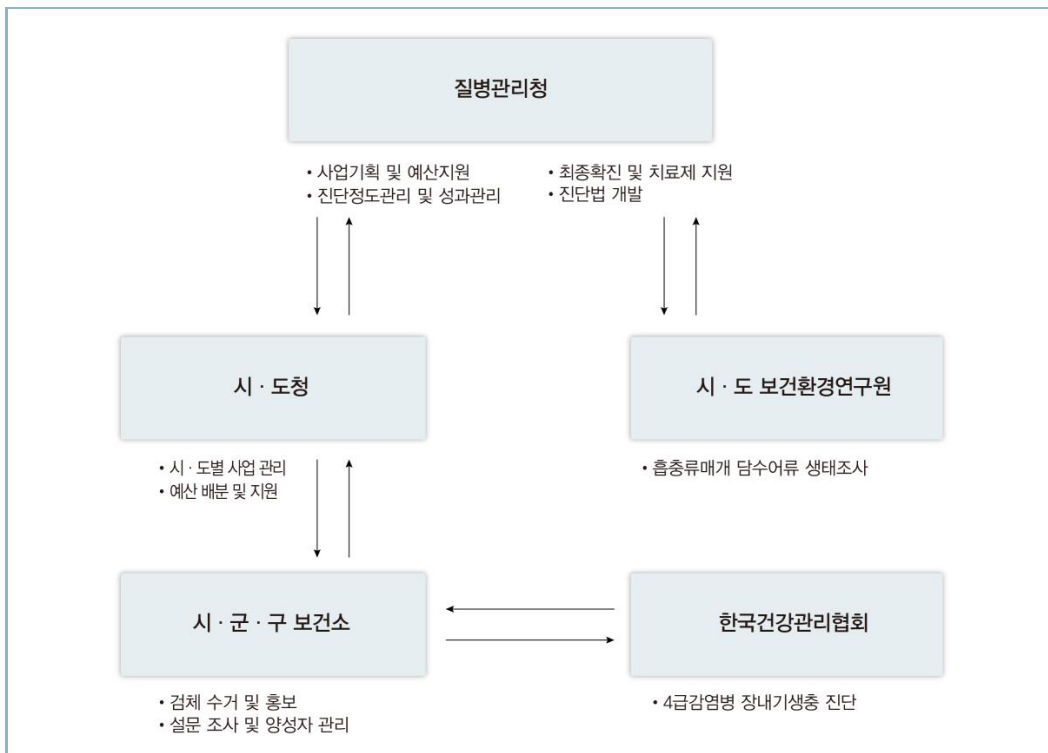 질병관리청
• 사업기획 및 예산지원
• 진단정도관리 및 성과관리
• 최종확진 및 치료제 지원
• 진단법 개발
시 · 도청
시 · 도 보건환경연구원
• 시 · 도별 사업 관리
• 예산 배분 및 지원
• 흡충류매개 담수어류 생태조사
시 · 군 · 구 보건소
한국건강관리협회
• 검체 수거 및 홍보
• 설문 조사 및 양성자 관리
• 4급감염병 장내기생충 진단